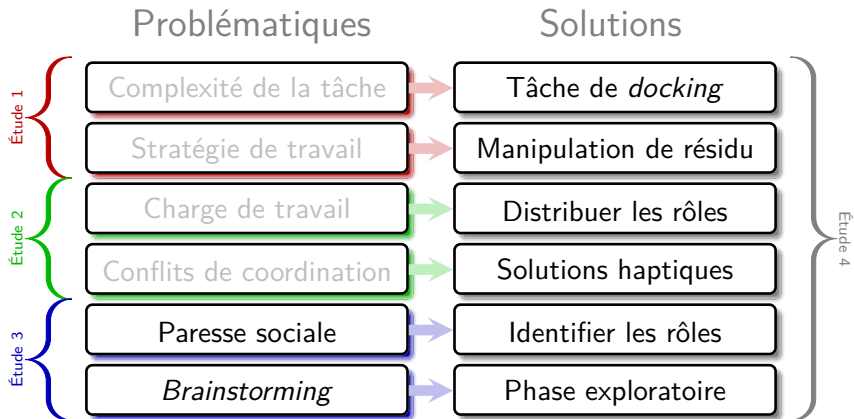 Problématiques
Solutions
Étude 1
Complexité de la tâche
Tâche de docking
Stratégie de travail
Manipulation de résidu
Étude 2
Charge de travail
Distribuer les rôles
Conflits de coordination
Solutions haptiques
Étude 3
Paresse sociale
Identifier les rôles
Brainstorming
Phase exploratoire
Étude 4